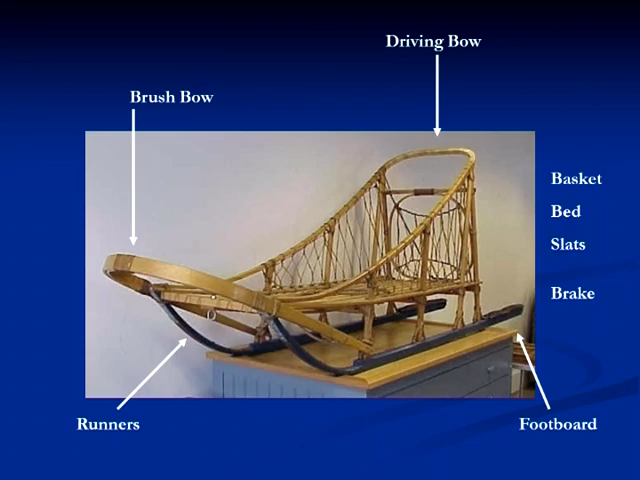 Driving Bow
Brush Bow
Basket
Bed
Slats
Brake
Runners
Footboard